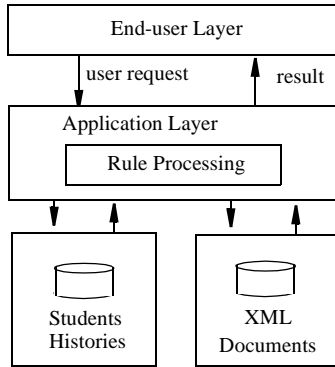 End-user Layer
user request
result
Application Layer
Rule Processing
Students
Histories
XML
Documents